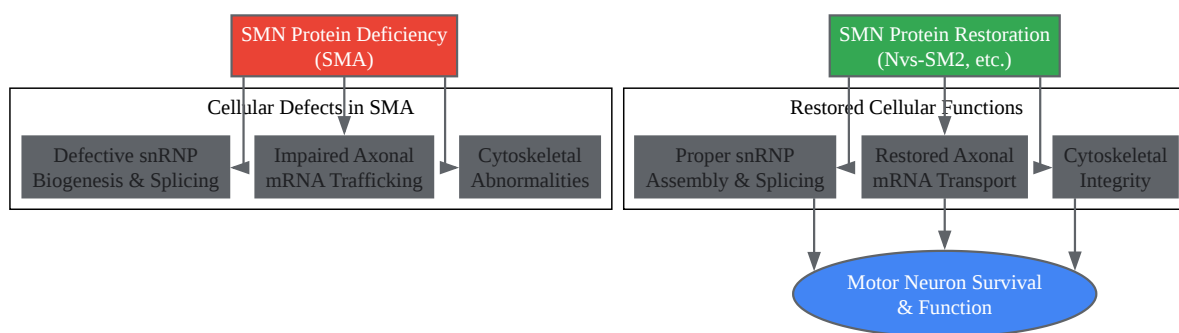 SMN Protein Deficiency
(SMA)
Cellular Defects in SMA
Defective snRNP
Biogenesis & Splicing
Impaired Axonal
mRNA Trafficking
Cytoskeletal
Abnormalities
SMN Protein Restoration
(Nvs-SM2, etc.)
Restored Cellular Functions
Proper snRNP
Assembly & Splicing
Restored Axonal
mRNA Transport
Cytoskeletal
Integrity
Motor Neuron Survival
& Function